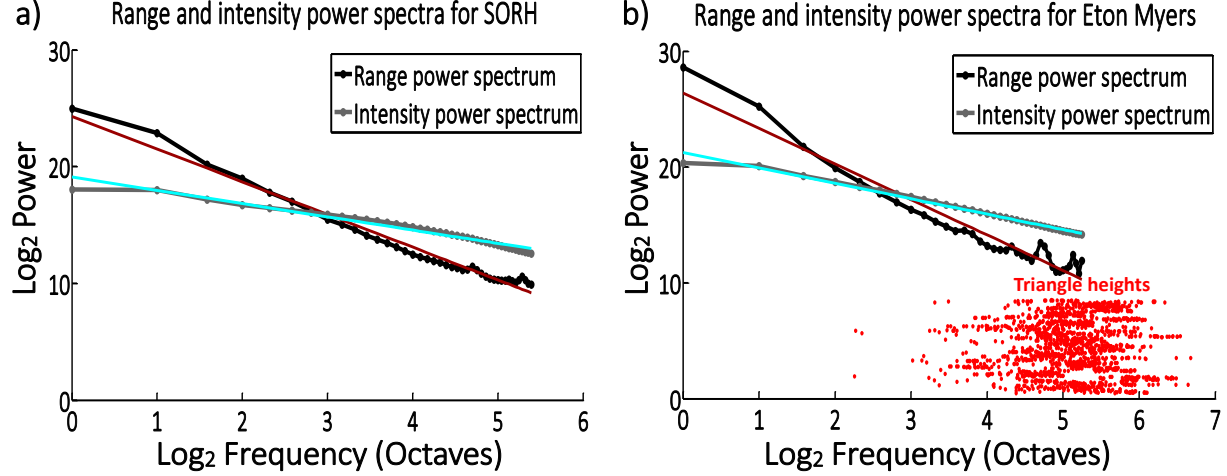 a) Range and intensity power spectra for SORH
30
20
10
0
Log₂ Power
Range power spectrum
Intensity power spectrum
0 1 2 3 4 5 6
Log₂ Frequency (Octaves)
b) Range and intensity power spectra for Eton Myers
30
20
10
0
Log₂ Power
Range power spectrum
Intensity power spectrum
Triangle heights
0 1 2 3 4 5 6 7
Log₂ Frequency (Octaves)